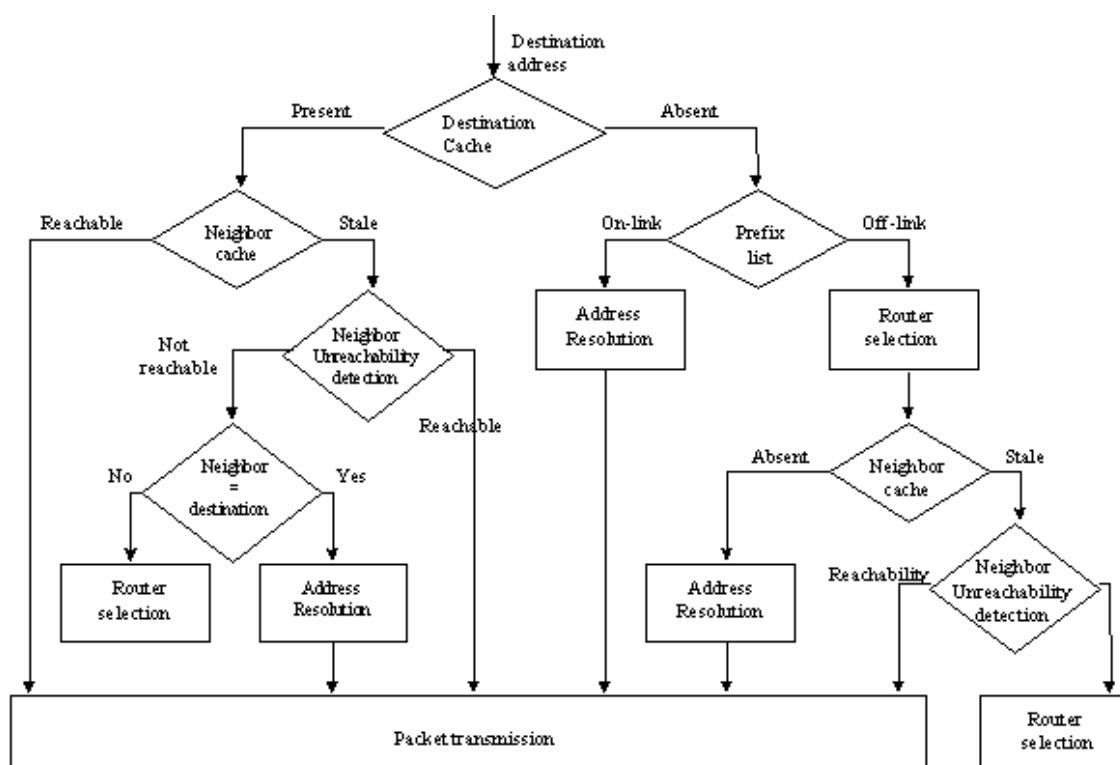 Destination
address
Present
Absent
Destination
Cache
Reachable
Neighbor
cache
Stale
On-link
Prefix
list
Off-link
Address
Resolution
Router
selection
Not
reachable
Neighbor
Unreachability
detection
Reachable
No
Neighbor
=
destination
Yes
Absent
Neighbor
cache
Stale
Router
selection
Address
Resolution
Address
Resolution
Reachability
Neighbor
Unreachability
detection
Packet transmission
Router
selection